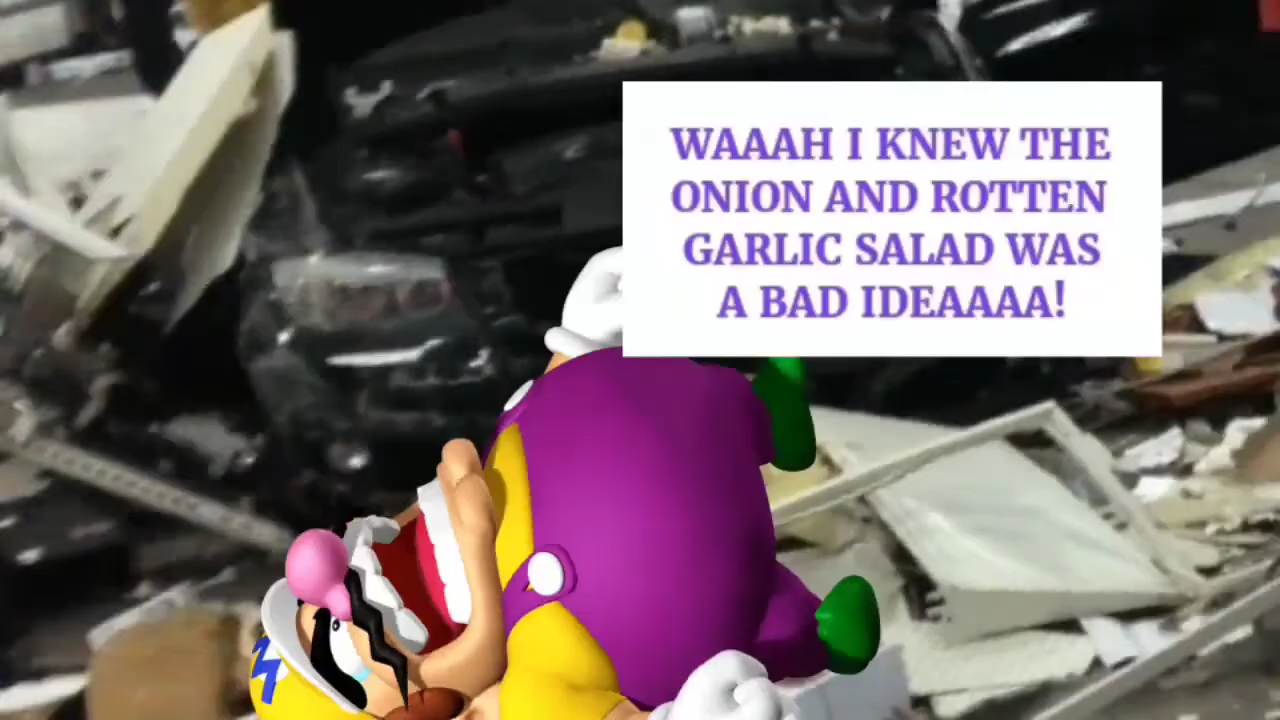 WAAAH I KNEW THE
ONION AND ROTTEN
GARLIC SALAD WAS
A BAD IDEAAAA!